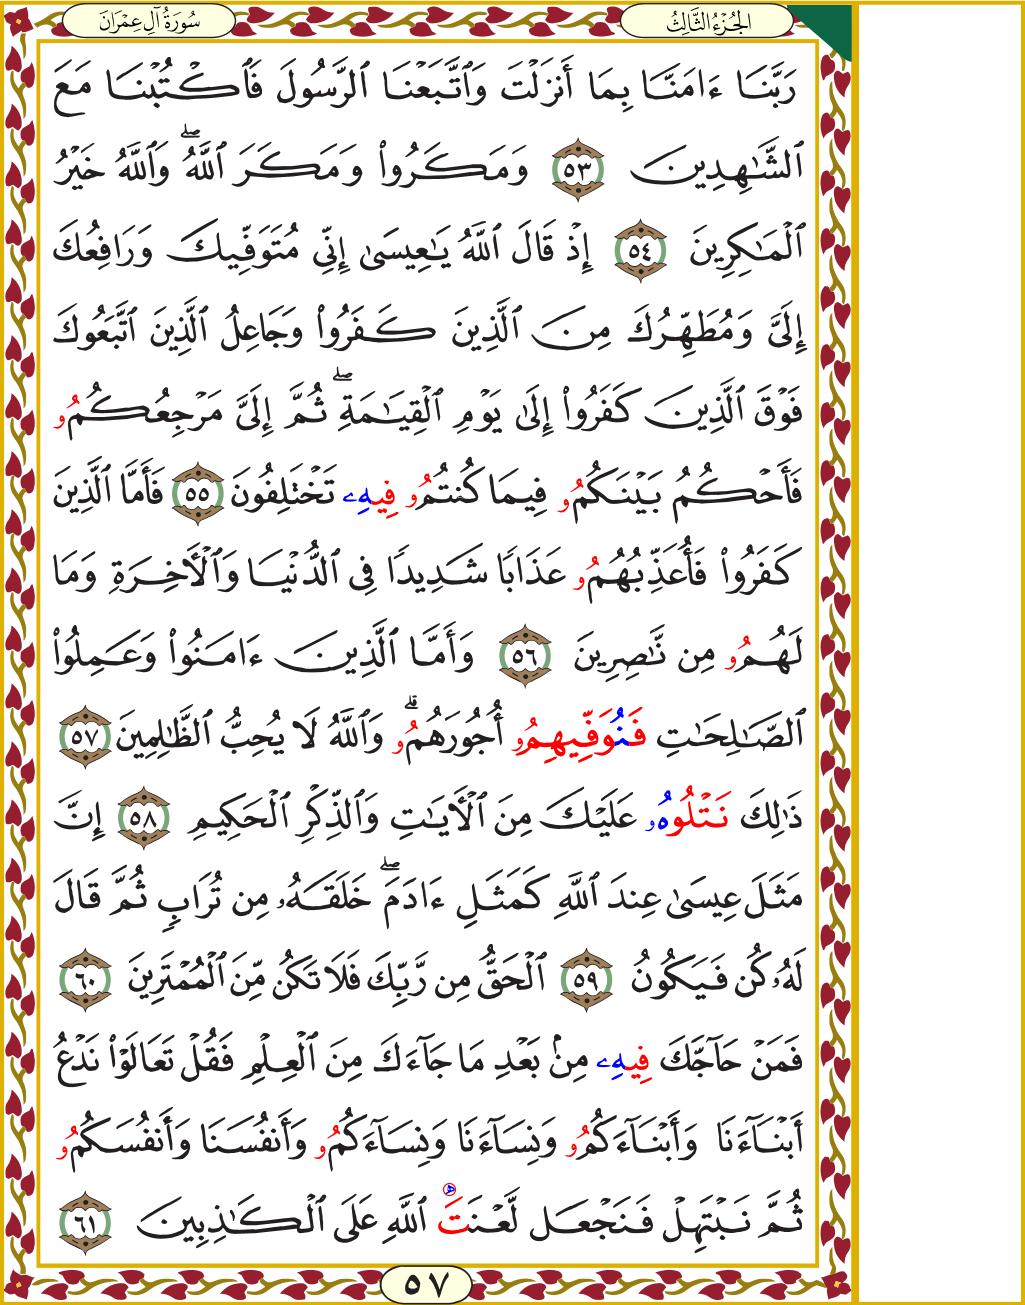 سُورَةُ آلِ عِمْرَان
الجُزْءُ الثَّالِثُ
رَبَّنَا ءَامَنَّا بِمَا أَنزَلْتَ وَٱتَّبَعْنَا ٱلرَّسُولَ فَٱكْتُبْنَا مَعَ
ٱلشَّٰهِدِينَ ٥٣ وَمَكَرُوا۟ وَمَكَرَ ٱللَّهُۖ وَٱللَّهُ خَيْرُ
ٱلْمَٰكِرِينَ ٥٤ إِذْ قَالَ ٱللَّهُ يَٰعِيسَىٰ إِنِّي مُتَوَفِّيكَ وَرَافِعُكَ
إِلَيَّ وَمُطَهِّرُكَ مِنَ ٱلَّذِينَ كَفَرُوا۟ وَجَاعِلُ ٱلَّذِينَ ٱتَّبَعُوكَ
فَوْقَ ٱلَّذِينَ كَفَرُوا۟ إِلَىٰ يَوْمِ ٱلْقِيَٰمَةِۖ ثُمَّ إِلَيَّ مَرْجِعُكُمُۥ
فَأَحْكُمُ بَيْنَكُمُۥ فِيمَا كُنتُمُۥ فِيهِۦ تَخْتَلِفُونَ ٥٥ فَأَمَّا ٱلَّذِينَ
كَفَرُوا۟ فَأُعَذِّبُهُمُۥ عَذَابًا شَدِيدًا فِي ٱلدُّنْيَا وَٱلْأَخِرَةِ وَمَا
لَهُمُۥ مِن نَّٰصِرِينَ ٥٦ وَأَمَّا ٱلَّذِينَ ءَامَنُوا۟ وَعَمِلُوا۟
ٱلصَّٰلِحَٰتِ فَنُوَفِّيهِمُۥ أُجُورَهُمُۥۗ وَٱللَّهُ لَا يُحِبُّ ٱلظَّٰلِمِينَ ٥٧
ذَٰلِكَ نَتْلُوهُۥ عَلَيْكَ مِنَ ٱلْأَيَٰتِ وَٱلذِّكْرِ ٱلْحَكِيمِ ٥٨ إِنَّ
مَثَلَ عِيسَىٰ عِندَ ٱللَّهِ كَمَثَلِ ءَادَمَۖ خَلَقَهُۥ مِن تُرَابٍ ثُمَّ قَالَ
لَهُۥ كُن فَيَكُونُ ٥٩ ٱلْحَقُّ مِن رَّبِّكَ فَلَا تَكُن مِّنَ ٱلْمُمْتَرِينَ ٦٠
فَمَنْ حَآجَّكَ فِيهِۦ مِنۢ بَعْدِ مَا جَآءَكَ مِنَ ٱلْعِلْمِ فَقُلْ تَعَالَوْا۟ نَدْعُ
أَبْنَآءَنَا وَأَبْنَآءَكُمُۥ وَنِسَآءَنَا وَنِسَآءَكُمُۥ وَأَنفُسَنَا وَأَنفُسَكُمُۥ
ثُمَّ نَبْتَهِلْ فَنَجْعَل لَّعْنَتَ ٱللَّهِ عَلَى ٱلْكَٰذِبِينَ ٦١
٥٧